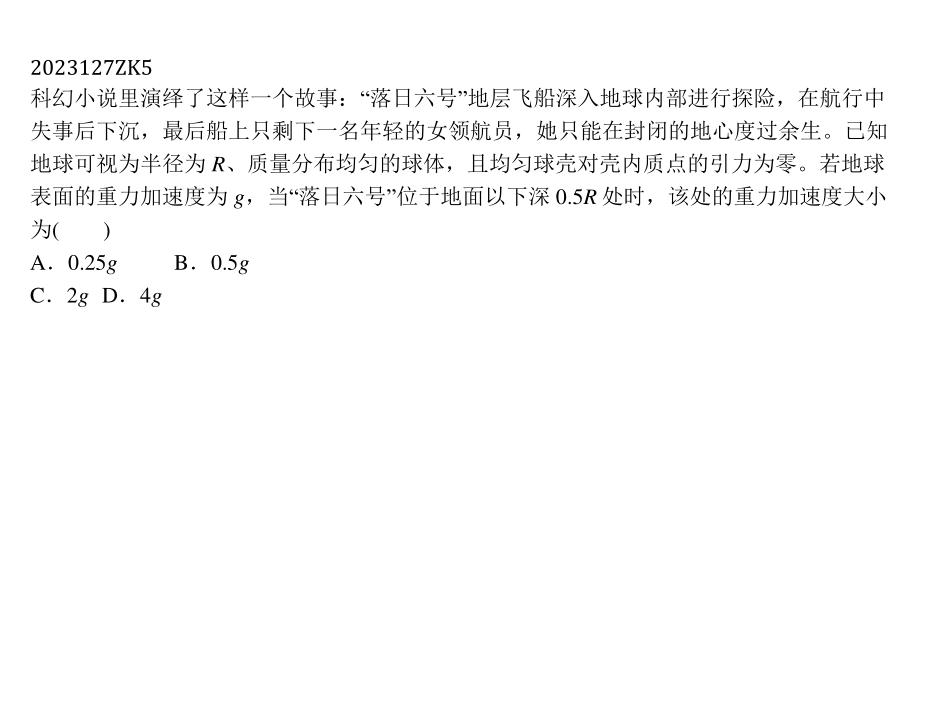 2023127ZK5
科幻小说里演绎了这样一个故事：“落日六号”地层飞船深入地球内部进行探险，在航行中
失事后下沉，最后船上只剩下一名年轻的女领航员，她只能在封闭的地心度过余生。已知
地球可视为半径为 R、质量分布均匀的球体，且均匀球壳对壳内质点的引力为零。若地球
表面的重力加速度为 g，当“落日六号”位于地面以下深 0.5R 处时，该处的重力加速度大小
为(　　)
A．0.25g　　B．0.5g
C．2g D．4g